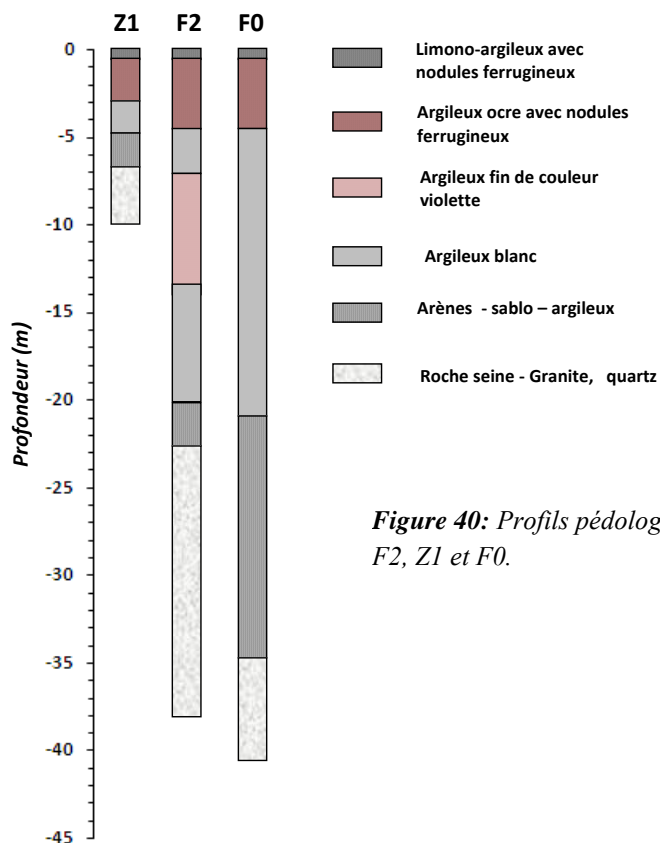 Z1 F2 F0
0
-5
-10
-15
-20
-25
-30
-35
-40
-45
Profondeur (m)
Limono-argileux avec
nodules ferrugineux
Argileux ocre avec nodules
ferrugineux
Argileux fin de couleur
violette
Argileux blanc
Arènes - sablo – argileux
Roche seine - Granite, quartz
Figure 40: Profils pédolog
F2, Z1 et F0.